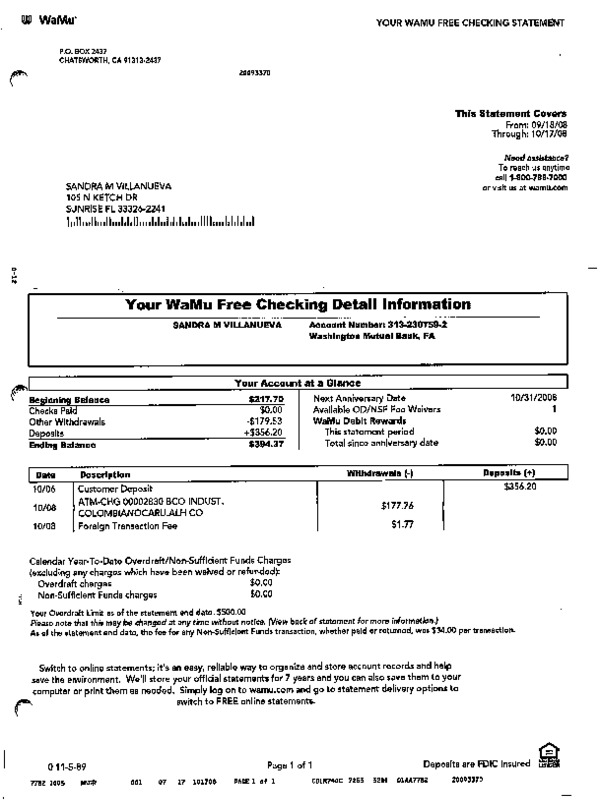 WaMu
YOUR WAMU FREE CHECKING STATEMENT
P.O. BOX 2437
CHATSWORTH, CA 91313-2437
20093370
This Statement Covers
From: 09/18/08
Through: 10/17/08
Need assistance?
To reach us anytime
call 1-800-788-7000
or visit us at wamu.com
SANDRA M VILLANUEVA
105 N KETCH DR
SUNRISE FL 33326-2241
Your WaMu Free Checking Detail Information
SANDRA M VILLANUEVA Account Number: 313-230759-2
Washington Mutual Bank, FA
Your Account at a Glance
Beginning Balance $217.70
Checks Paid $0.00
Other Withdrawals -$179.53
Deposits +$356.20
Ending Balance $394.37
Next Anniversary Date 10/31/2008
Available OD/NSF Fee Waivers 1
WaMu Debit Rewards
This statement period $0.00
Total since anniversary date $0.00
Date Description Withdrawals (-) Deposits (+)
10/06 Customer Deposit $356.20
10/08 ATM-CHG 00002830 BCO INDUST.
COLOMBIANOCARU.ALH CO $177.76
10/08 Foreign Transaction Fee $1.77
Calendar Year-To-Date Overdraft/Non-Sufficient Funds Charges
(excluding any charges which have been waived or refunded):
Overdraft charges $0.00
Non-Sufficient Funds charges $0.00
Your Overdraft Limit as of the statement end date. $500.00
Please note that this may be changed at any time without notice. (View back of statement for more information.)
As of the statement end date, the fee for any Non-Sufficient Funds transaction, whether paid or returned, was $34.00 per transaction.
Switch to online statements; it's an easy, reliable way to organize and store account records and help
save the environment. We'll store your official statements for 7 years and you can also save them to your
computer or print them as needed. Simply log on to wamu.com and go to statement delivery options to
switch to FREE online statements.
0 11-5-89 Page 1 of 1 Deposits are FDIC Insured
001 07 17 101708 PAGE 1 of 1 20093370